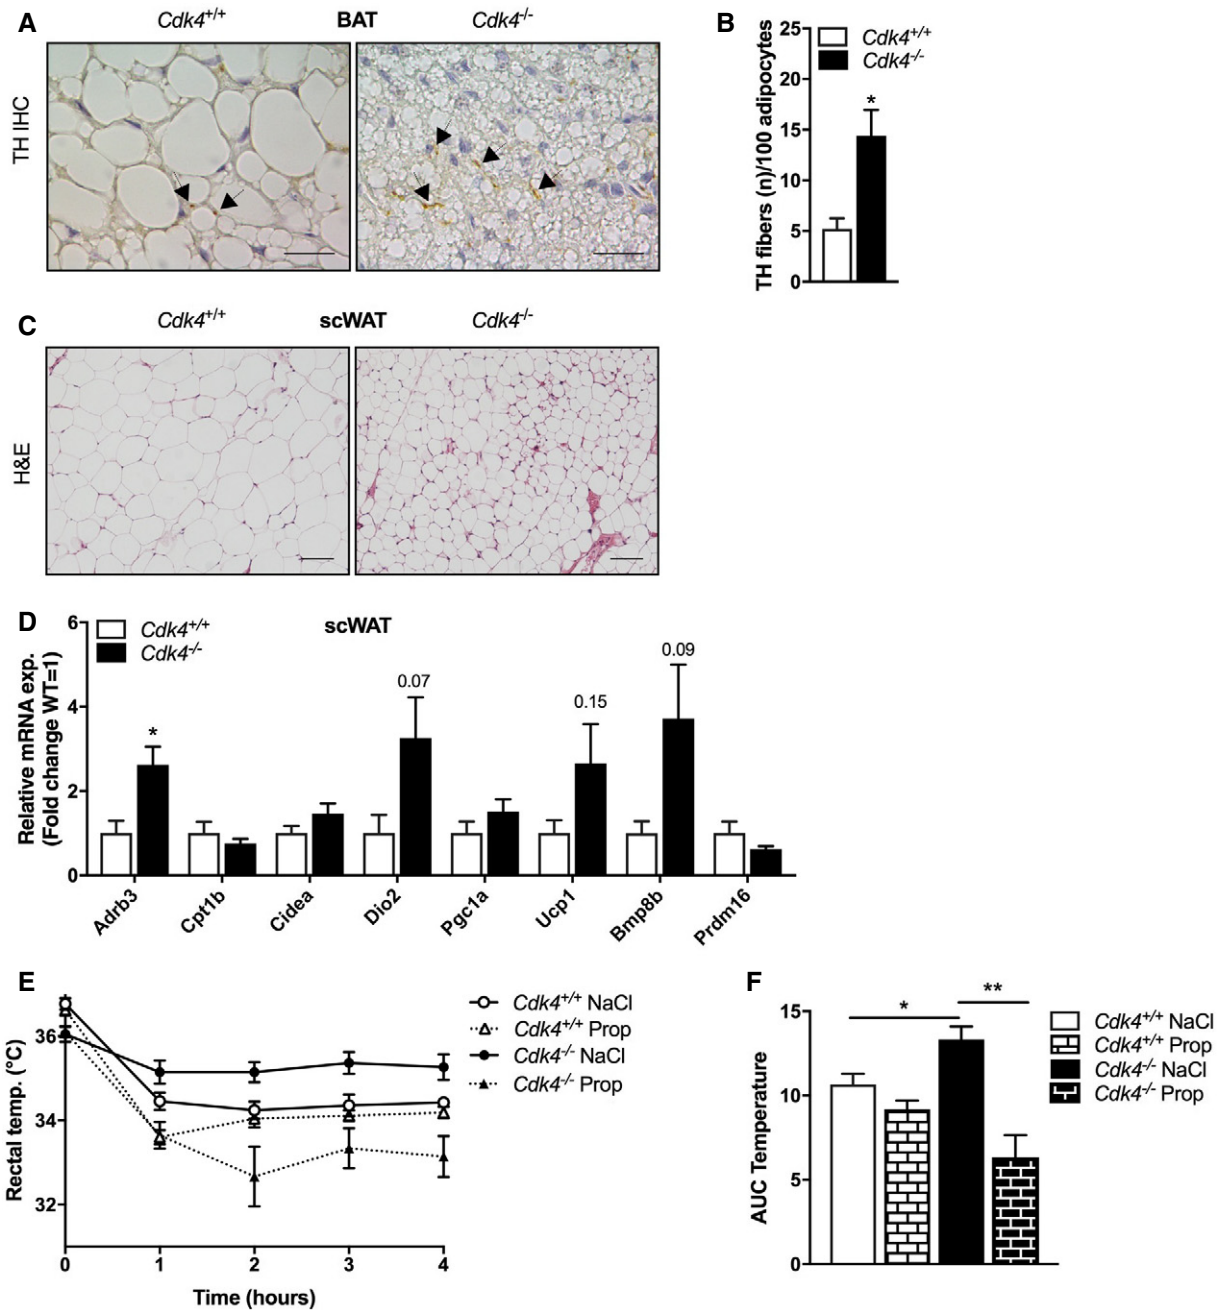 A
Cdk4+/+ BAT Cdk4-/-
TH IHC
B
Cdk4+/+
Cdk4-/-
TH fibers (n)/100 adipocytes
25
20
15
10
5
0
*
C
Cdk4+/+ scWAT Cdk4-/-
H&E
D
Cdk4+/+
Cdk4-/-
scWAT
Relative mRNA exp.
(Fold change WT=1)
6
4
2
0
*
0.07
0.15
0.09
Adrb3
Cpt1b
Cidea
Dio2
Pgc1a
Ucp1
Bmp8b
Prdm16
E
Rectal temp. (°C)
36
34
32
0 1 2 3 4
Time (hours)
Cdk4+/+ NaCl
Cdk4+/+ Prop
Cdk4-/- NaCl
Cdk4-/- Prop
F
AUC Temperature
15
10
5
0
*
**
Cdk4+/+ NaCl
Cdk4+/+ Prop
Cdk4-/- NaCl
Cdk4-/- Prop